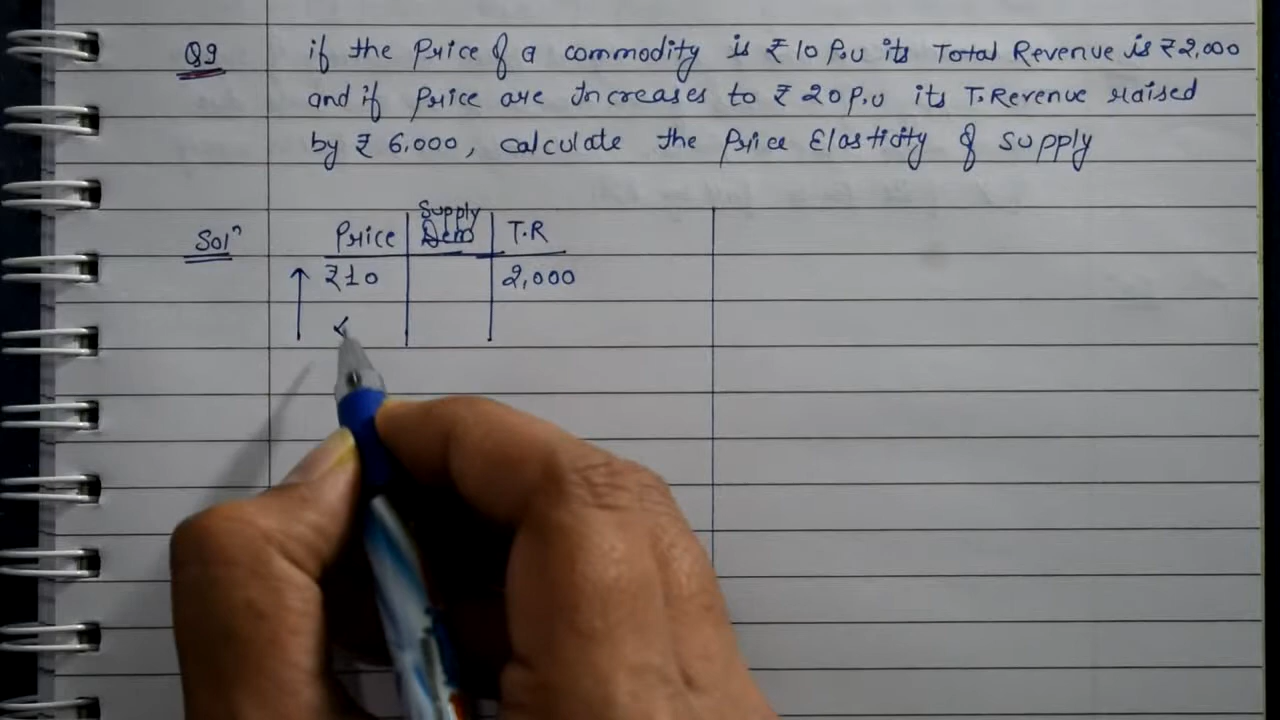 Q9 if the Price of a commodity is ₹10 P.u its Total Revenue is ₹2,000
and if price are Increases to ₹ 20 P.u its T.Revenue raised
by ₹ 6,000, calculate the Price Elasticity of supply
Supply
Solⁿ Price Dem T.R
₹10 2,000